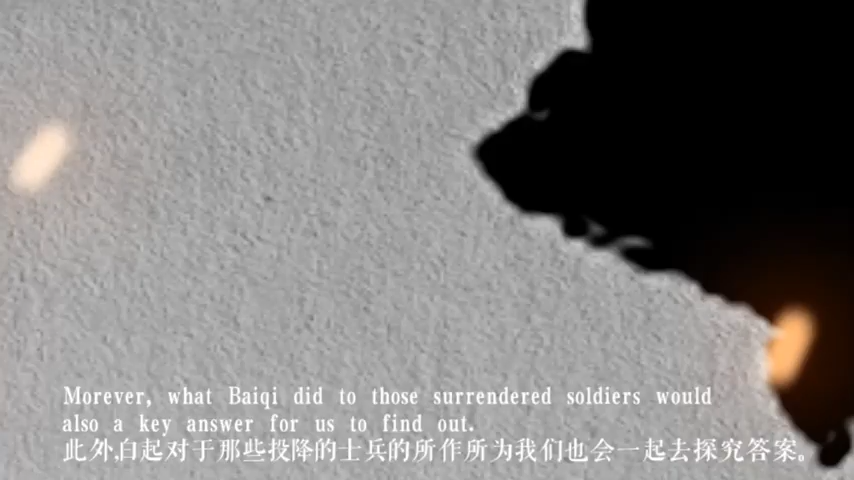 Morever, what Baiqi did to those surrendered soldiers would
also a key answer for us to find out.
此外,白起对于那些投降的士兵的所作所为我们也会一起去探究答案。